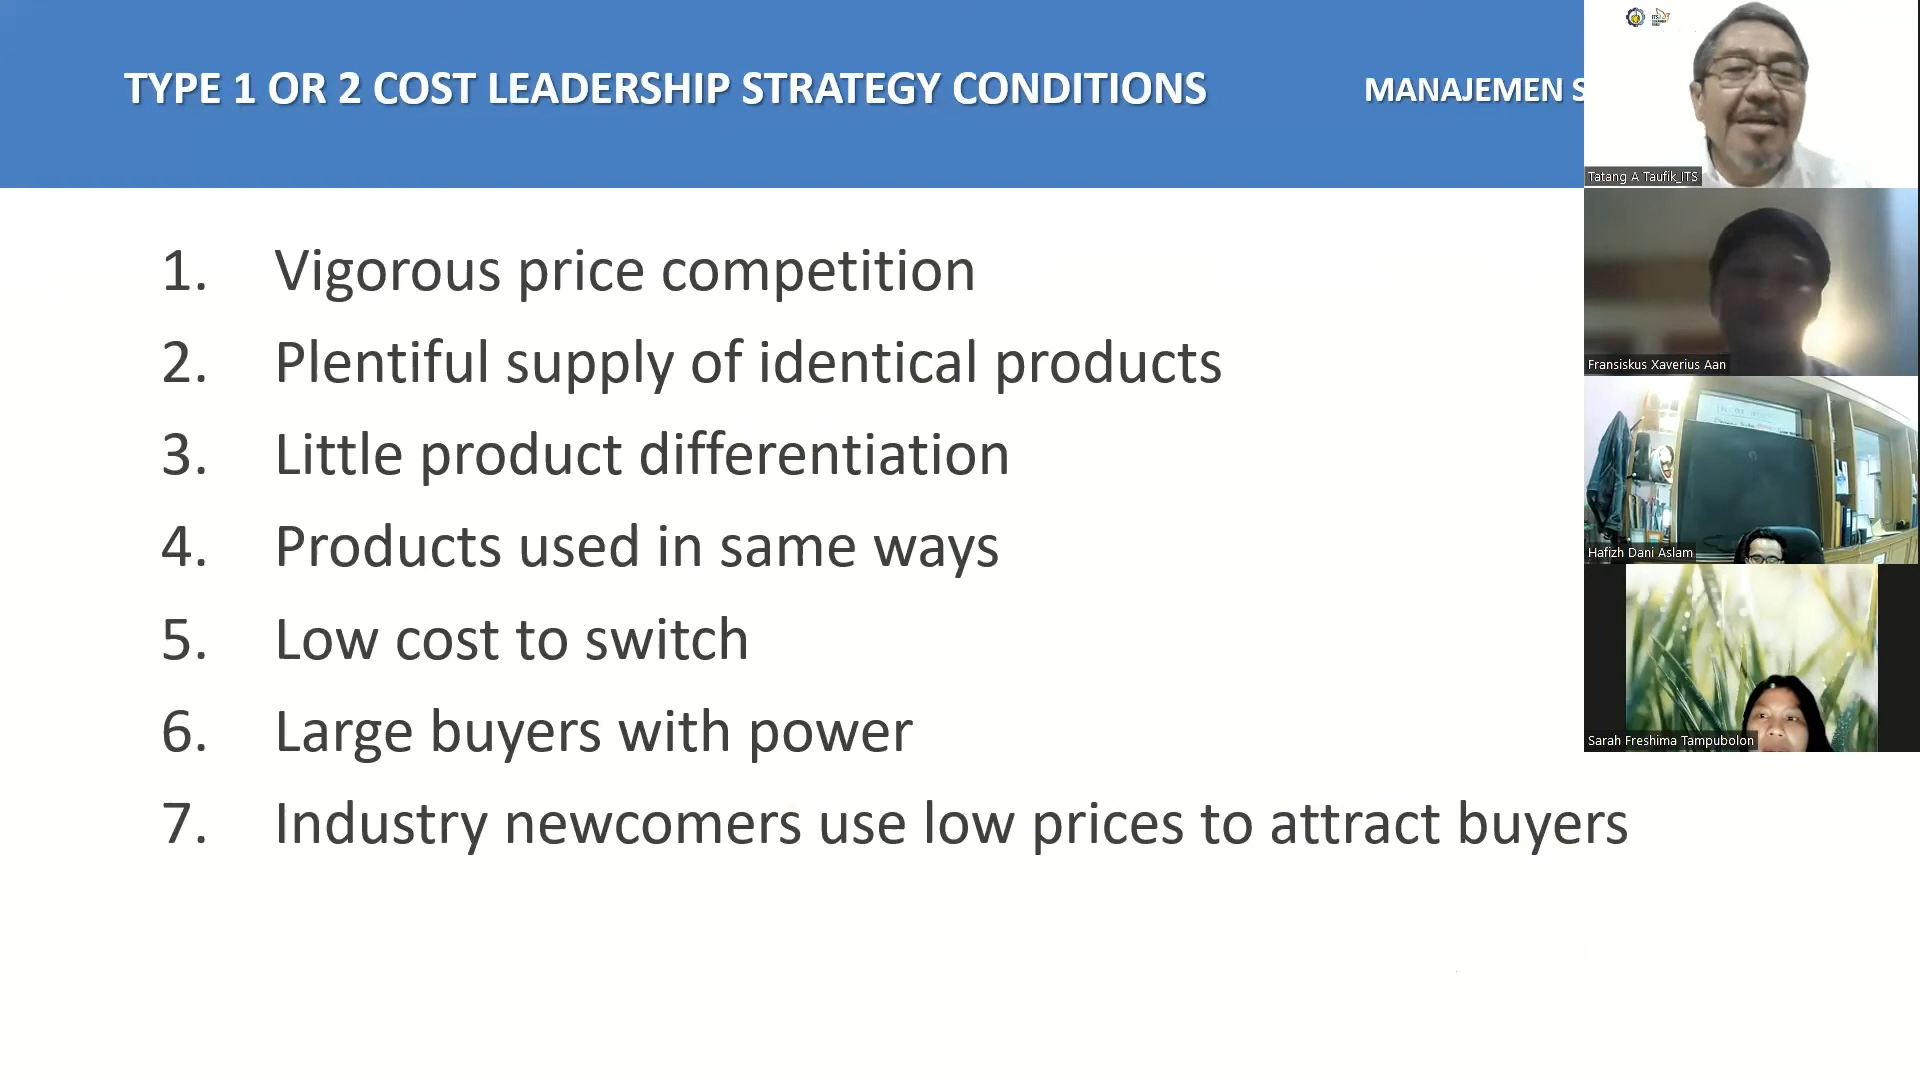 TYPE 1 OR 2 COST LEADERSHIP STRATEGY CONDITIONS
MANAJEMEN S
1. Vigorous price competition
2. Plentiful supply of identical products
3. Little product differentiation
4. Products used in same ways
5. Low cost to switch
6. Large buyers with power
7. Industry newcomers use low prices to attract buyers
Tatang A Taufik_ITS
Fransiskus Xaverius Aan
Hafizh Dani Aslam
Sarah Freshima Tampubolon